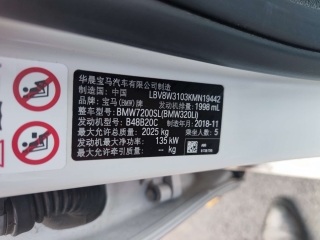 华晨宝马汽车有限公司制造
制造国: 中国 LBV8W3103KMN19442
品牌: 宝马(BMW)牌 发动机排量: 1998 mL
型号: BMW7200SL(BMW320Li)
发动机型号: B48B20C 制造年月: 2018-11
最大允许总质量: 2025 kg 乘坐人数: 5
发动机最大净功率: 135 kW -- kW
最大允许牵引质量: -- kg